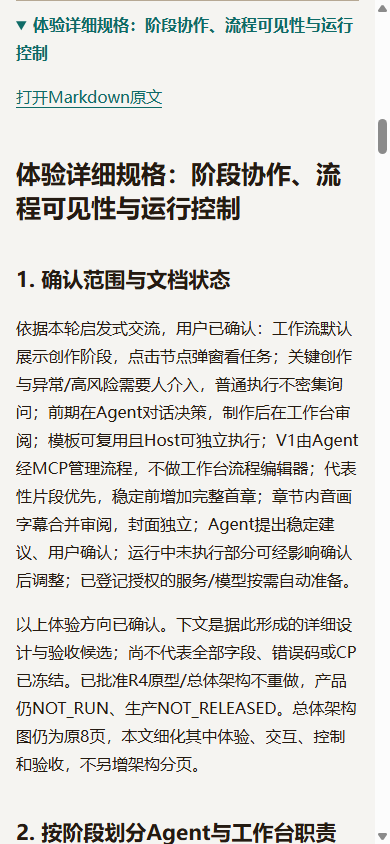 ▼ 体验详细规格：阶段协作、流程可见性与运行
控制
打开Markdown原文
体验详细规格：阶段协作、流
程可见性与运行控制
1. 确认范围与文档状态
依据本轮启发式交流，用户已确认：工作流默认
展示创作阶段，点击节点弹窗看任务；关键创作
与异常/高风险需要人介入，普通执行不密集询
问；前期在Agent对话决策，制作后在工作台审
阅；模板可复用且Host可独立执行；V1由Agent
经MCP管理流程，不做工作台流程编辑器；代表
性片段优先，稳定前增加完整首章；章节内音画
字幕合并审阅，封面独立；Agent提出稳定建
议、用户确认；运行中未执行部分可经影响确认
后调整；已登记授权的服务/模型按需自动准备。
以上体验方向已确认。下文是据此形成的详细设
计与验收候选；尚不代表全部字段、错误码或CP
已冻结。已批准R4原型/总体架构不重做，产品
仍NOT_RUN、生产NOT_RELEASED。总体架构
图仍为原8页，本文细化其中体验、交互、控制
和验收，不另增架构分页。
2. 按阶段划分Agent与工作台职责